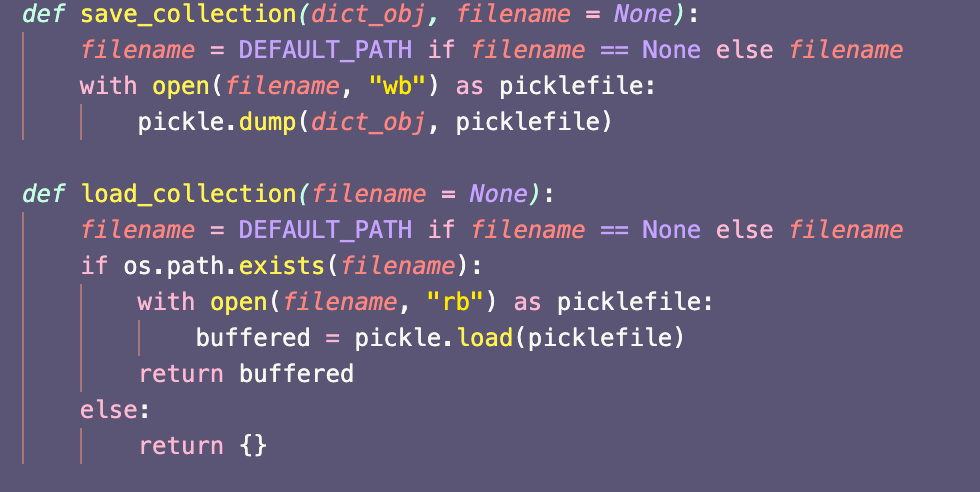 def save_collection(dict_obj, filename = None):
    filename = DEFAULT_PATH if filename == None else filename
    with open(filename, "wb") as picklefile:
        pickle.dump(dict_obj, picklefile)

def load_collection(filename = None):
    filename = DEFAULT_PATH if filename == None else filename
    if os.path.exists(filename):
        with open(filename, "rb") as picklefile:
            buffered = pickle.load(picklefile)
        return buffered
    else:
        return {}